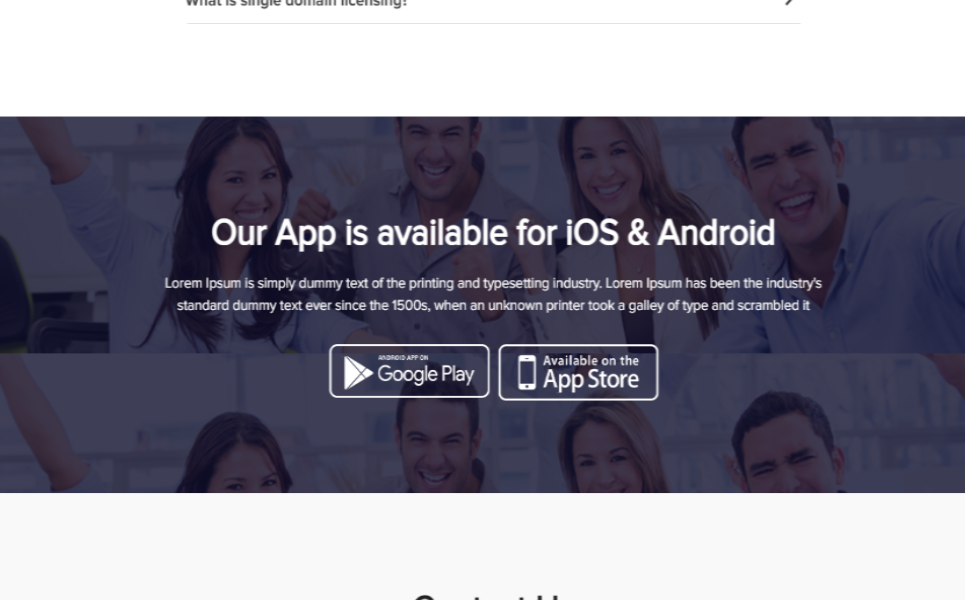 What is single domain licensing?
Our App is available for iOS & Android
Lorem Ipsum is simply dummy text of the printing and typesetting industry. Lorem Ipsum has been the industry's
standard dummy text ever since the 1500s, when an unknown printer took a galley of type and scrambled it
ANDROID APP ON
Google Play
Available on the
App Store